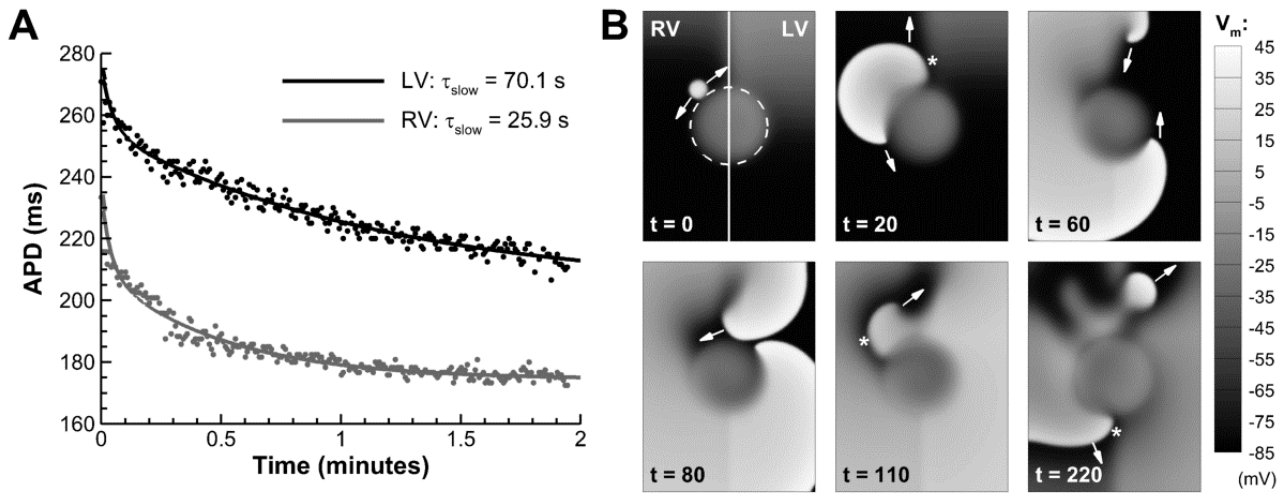 A
280
260
240
220
200
180
160
APD (ms)
0
0.5
1
1.5
2
Time (minutes)
LV: τslow = 70.1 s
RV: τslow = 25.9 s
B
RV
LV
t = 0
*
t = 20
t = 60
t = 80
*
t = 110
*
t = 220
Vm:
45
35
25
15
5
-5
-15
-25
-35
-45
-55
-65
-75
-85
(mV)